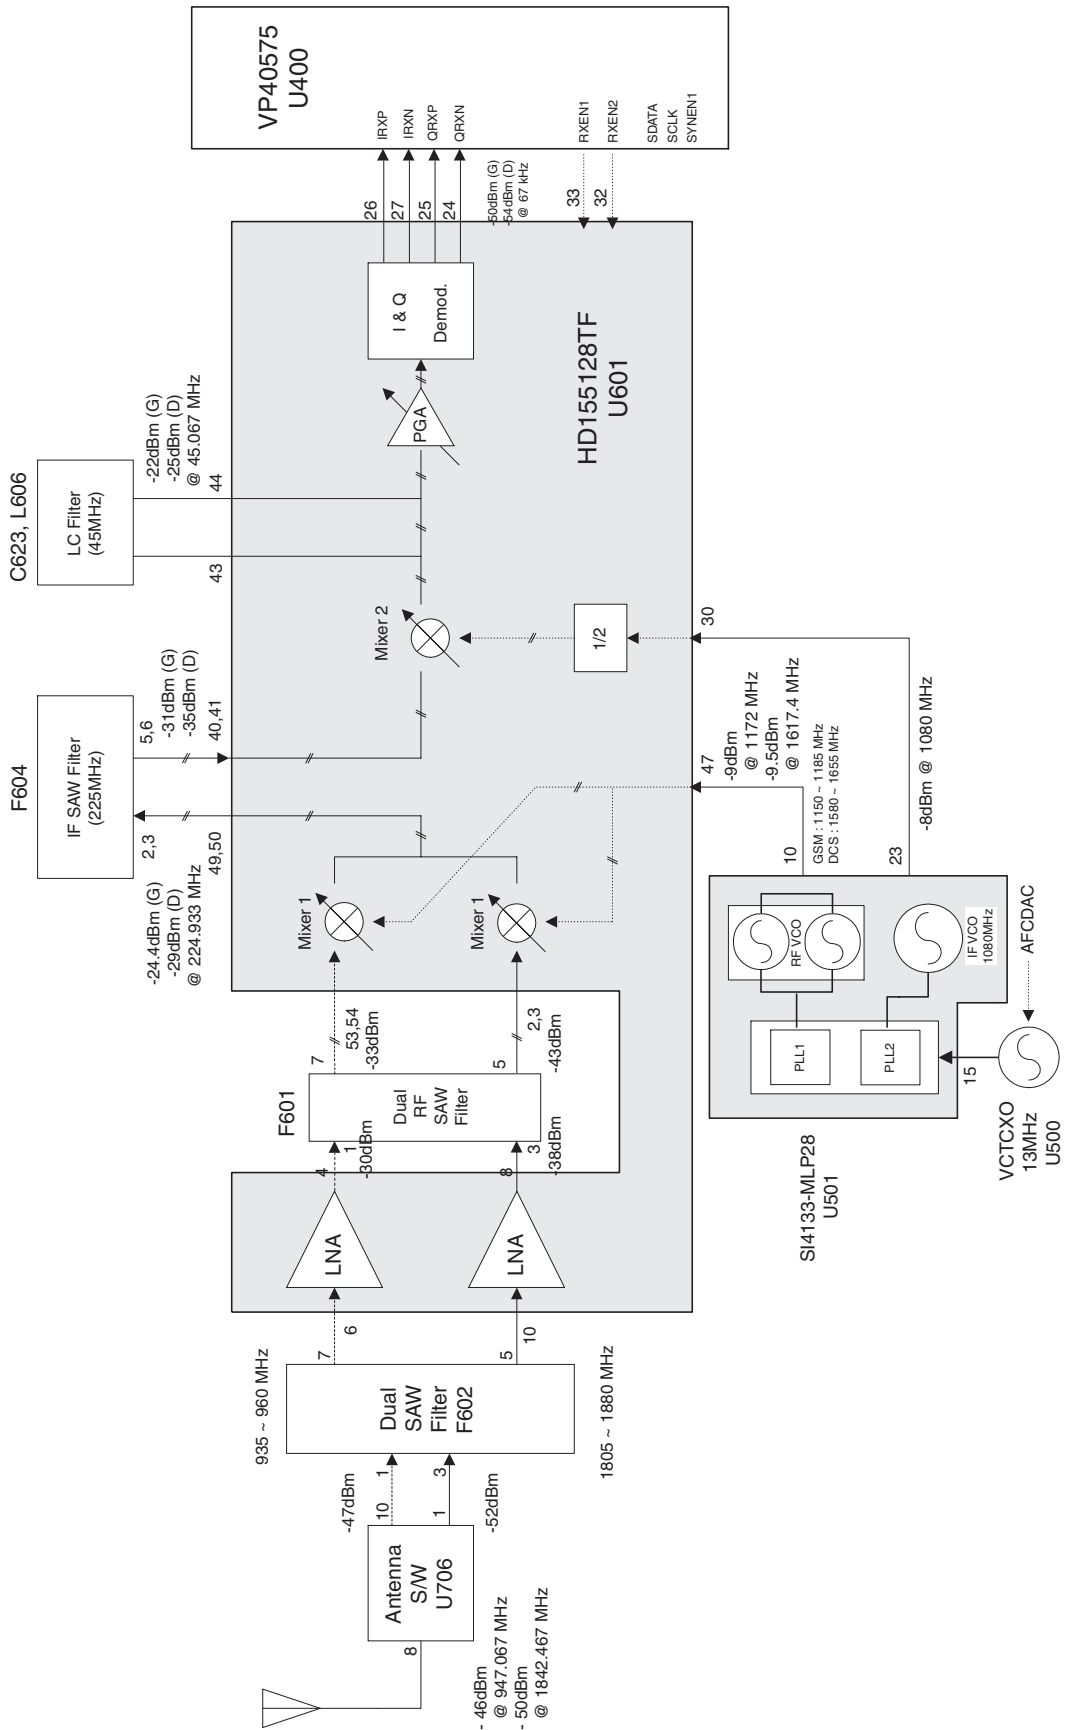 - 46dBm
@ 947.067 MHz
- 50dBm
@ 1842.467 MHz
8
Antenna
S/W
U706
-47dBm
10
1
1
3
-52dBm
935 ~ 960 MHz
Dual
SAW
Filter
F602
1805 ~ 1880 MHz
7
6
5
10
LNA
LNA
4
1
-30dBm
8
3
-38dBm
F601
Dual
RF
SAW
Filter
7
53,54
-33dBm
5
2,3
-43dBm
Mixer 1
Mixer 1
-24.4dBm (G)
-29dBm (D)
@ 224.933 MHz
2,3
49,50
F604
IF SAW Filter
(225MHz)
5,6
-31dBm (G)
-35dBm (D)
40,41
Mixer 2
1/2
C623, L606
LC Filter
(45MHz)
43
44
-22dBm (G)
-25dBm (D)
@ 45.067 MHz
PGA
I & Q
Demod.
HD155128TF
U601
26
27
25
24
-50dBm (G)
-54dBm (D)
@ 67 kHz
33
32
VP40575
U400
IRXP
IRXN
QRXP
QRXN
RXEN1
RXEN2
SDATA
SCLK
SYNEN1
47
-9dBm
@ 1172 MHz
-9.5dBm
@ 1617.4 MHz
30
10
GSM : 1150 ~ 1185 MHz
DCS : 1580 ~ 1655 MHz
23
-8dBm @ 1080 MHz
SI4133-MLP28
U501
PLL1
PLL2
RF VCO
IF VCO
1080MHz
15
VCTCXO
13MHz
U500
AFCDAC